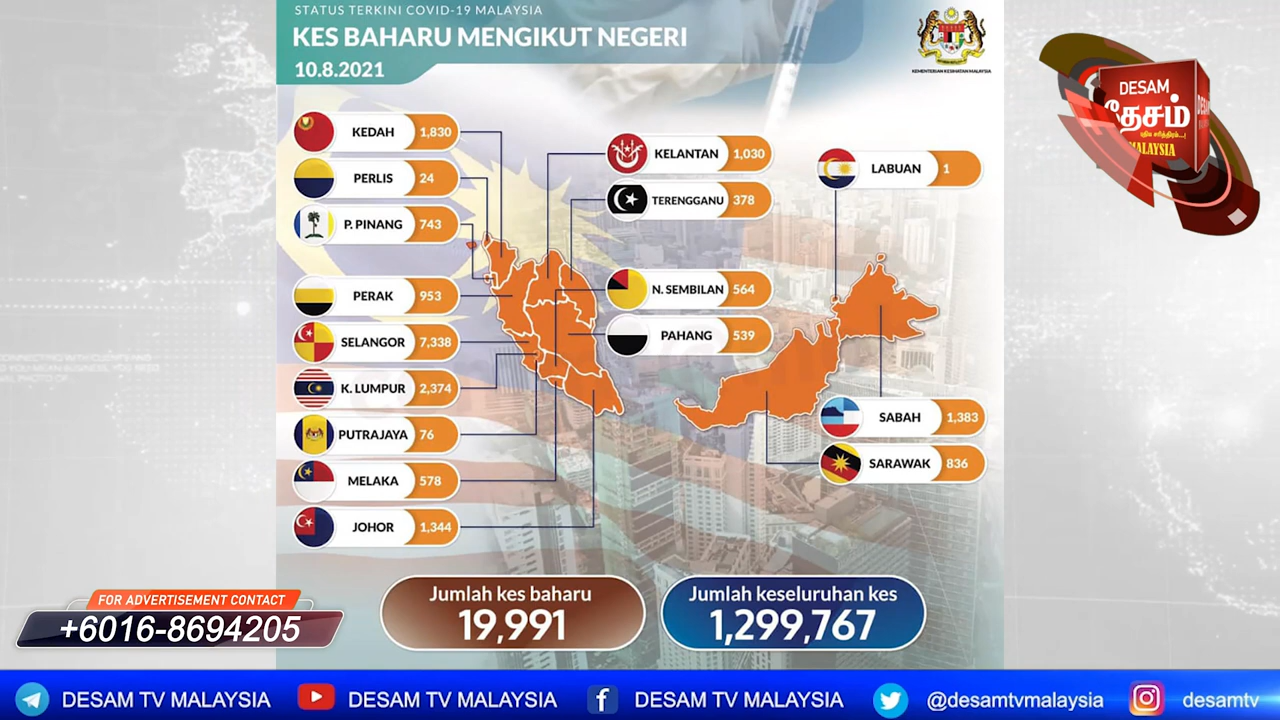 STATUS TERKINI COVID-19 MALAYSIA
KES BAHARU MENGIKUT NEGERI
10.8.2021
KEMENTERIAN KESIHATAN MALAYSIA
DESAM
தேசம்
MALAYSIA
KEDAH 1,830
PERLIS 24
P. PINANG 743
PERAK 953
SELANGOR 7,338
K. LUMPUR 2,374
PUTRAJAYA 76
MELAKA 578
JOHOR 1,344
KELANTAN 1,030
TERENGGANU 378
N. SEMBILAN 564
PAHANG 539
LABUAN 1
SABAH 1,383
SARAWAK 836
Jumlah kes baharu
19,991
Jumlah keseluruhan kes
1,299,767
FOR ADVERTISEMENT CONTACT
+6016-8694205
DESAM TV MALAYSIA DESAM TV MALAYSIA DESAM TV MALAYSIA @desamtvmalaysia desamtv